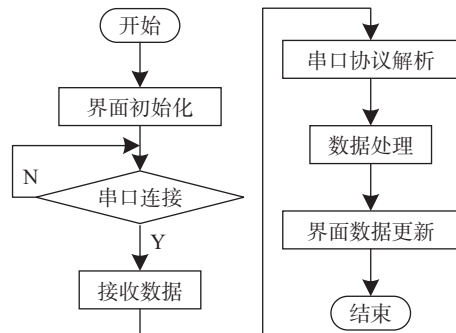 开始
界面初始化
N
串口连接
Y
接收数据
串口协议解析
数据处理
界面数据更新
结束